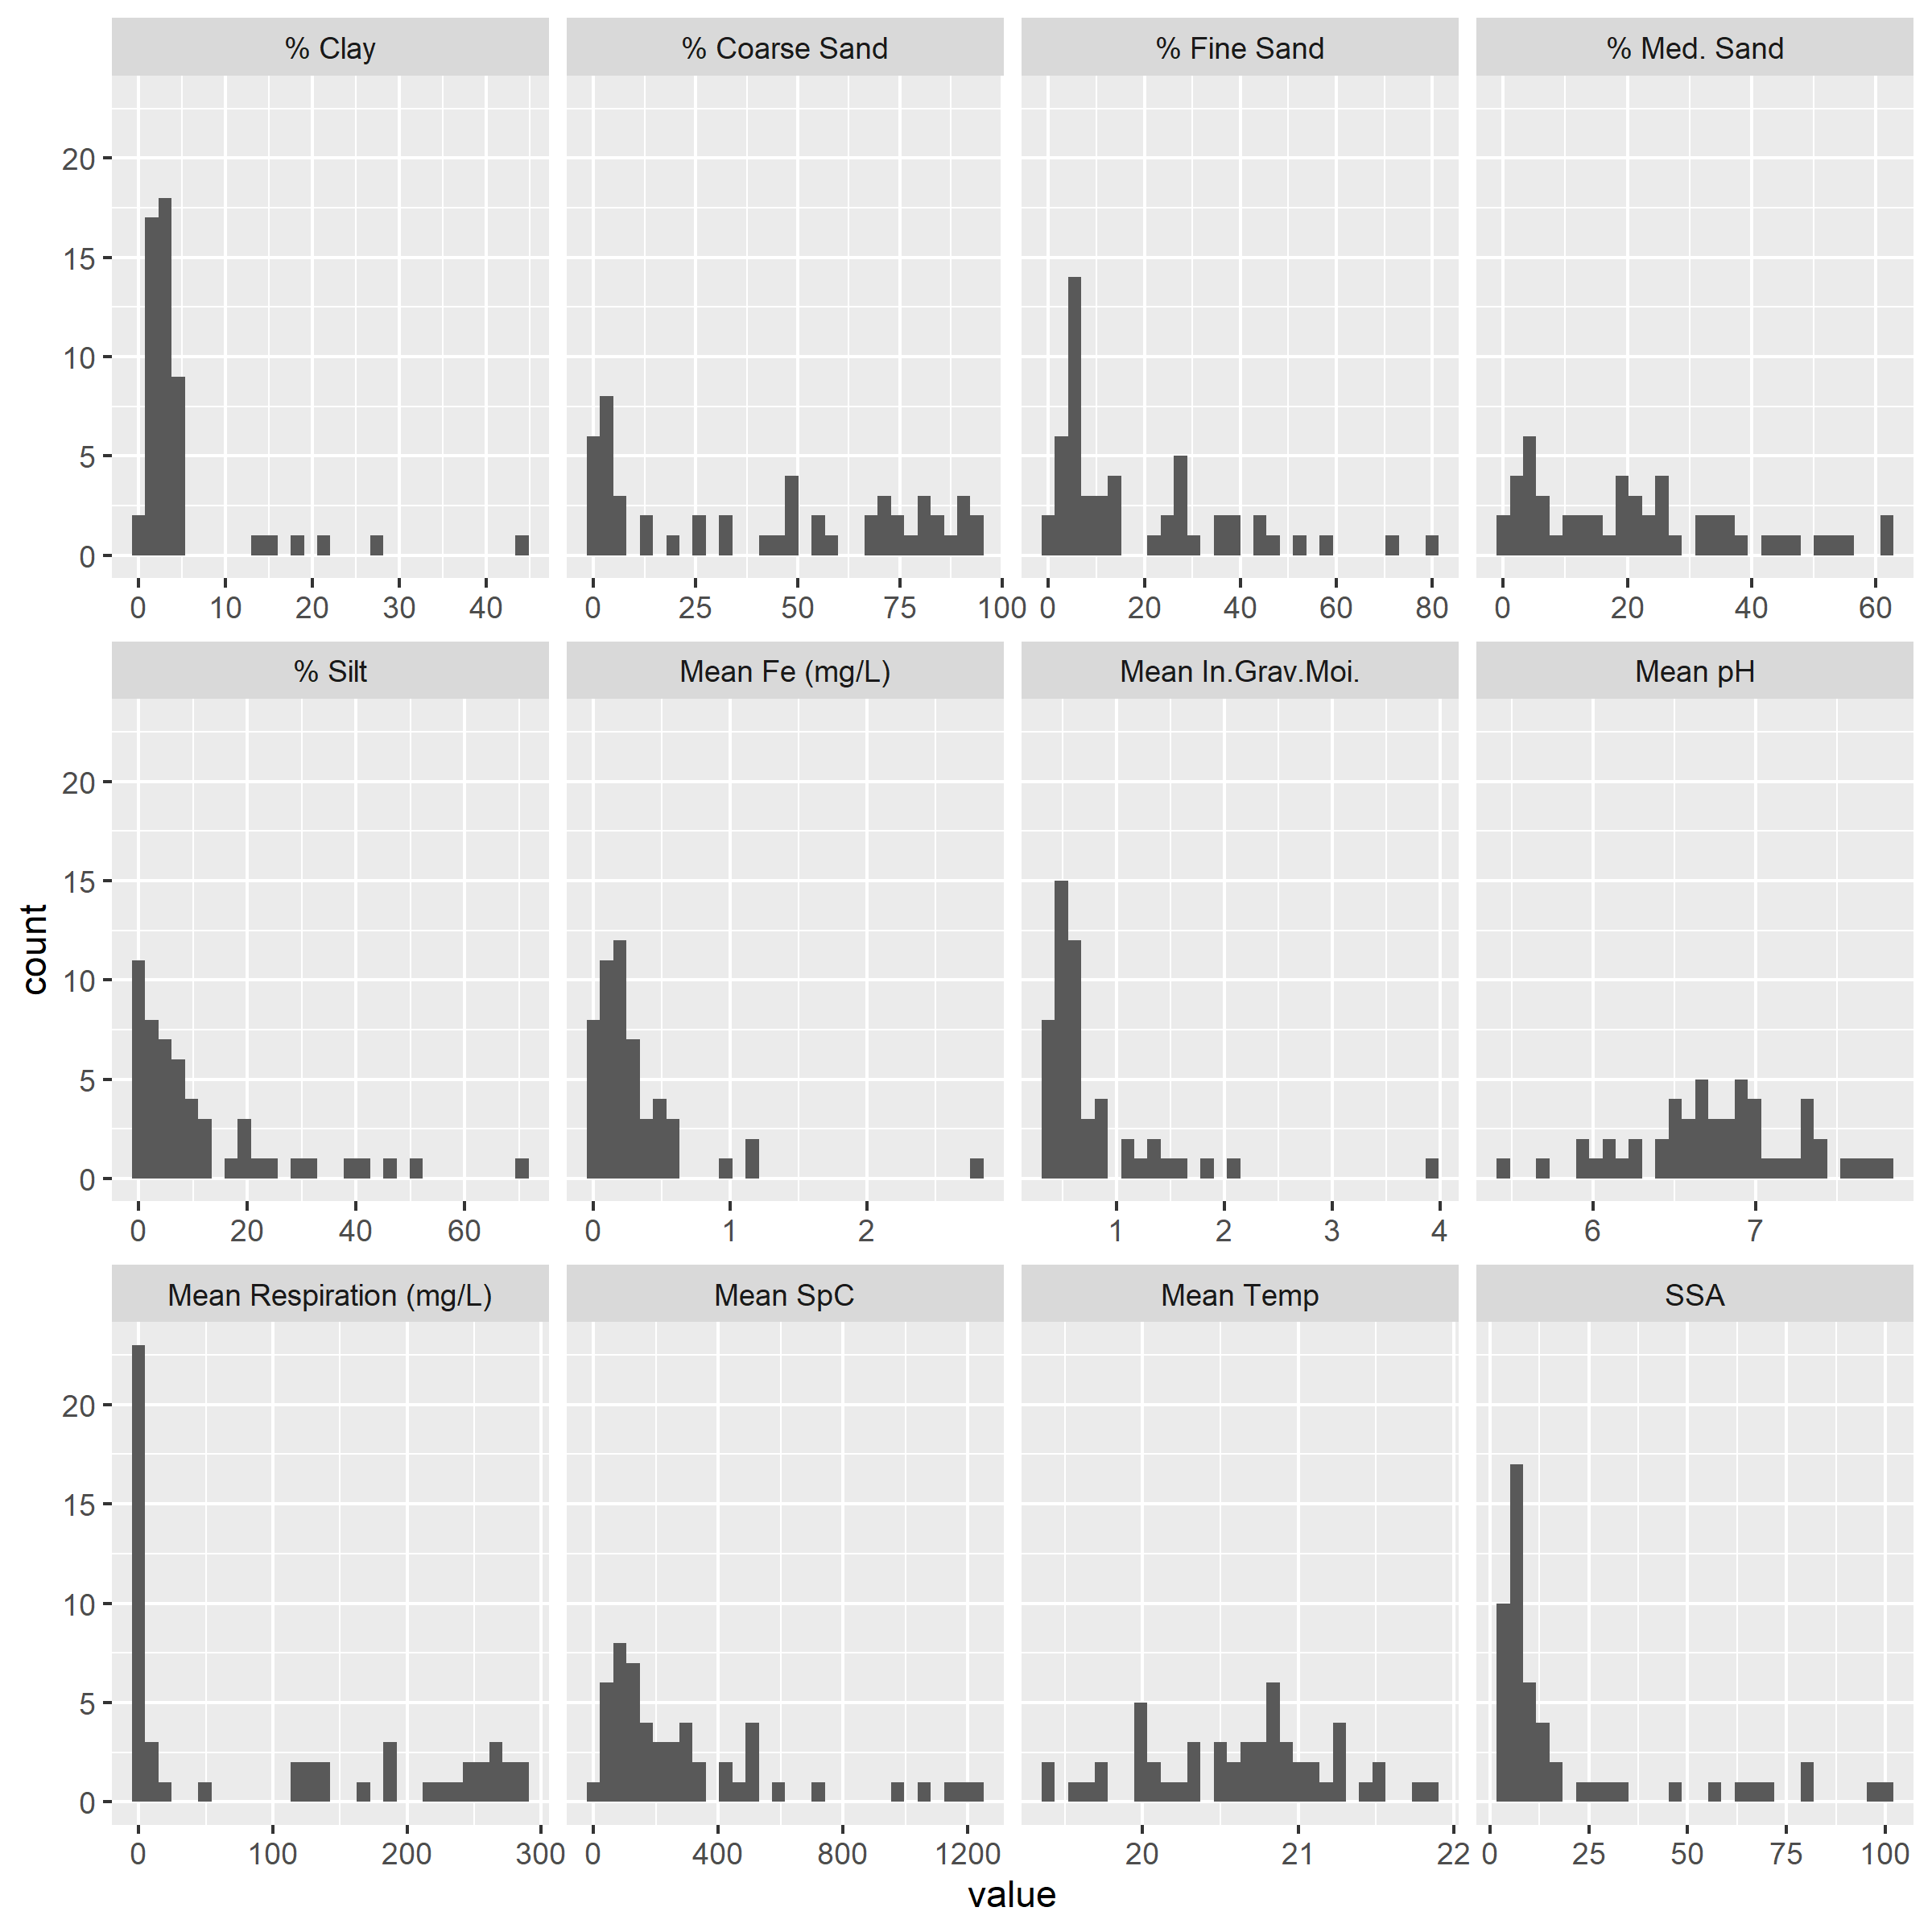 % Clay % Coarse Sand % Fine Sand % Med. Sand
20
15
10
5
0
0 10 20 30 40 0 25 50 75 100 0 20 40 60 80 0 20 40 60
% Silt Mean Fe (mg/L) Mean In.Grav.Moi. Mean pH
20
15
10
5
0
count
0 20 40 60 0 1 2 1 2 3 4 6 7
Mean Respiration (mg/L) Mean SpC Mean Temp SSA
20
15
10
5
0
0 100 200 300 0 400 800 1200 20 21 22 0 25 50 75 100
value